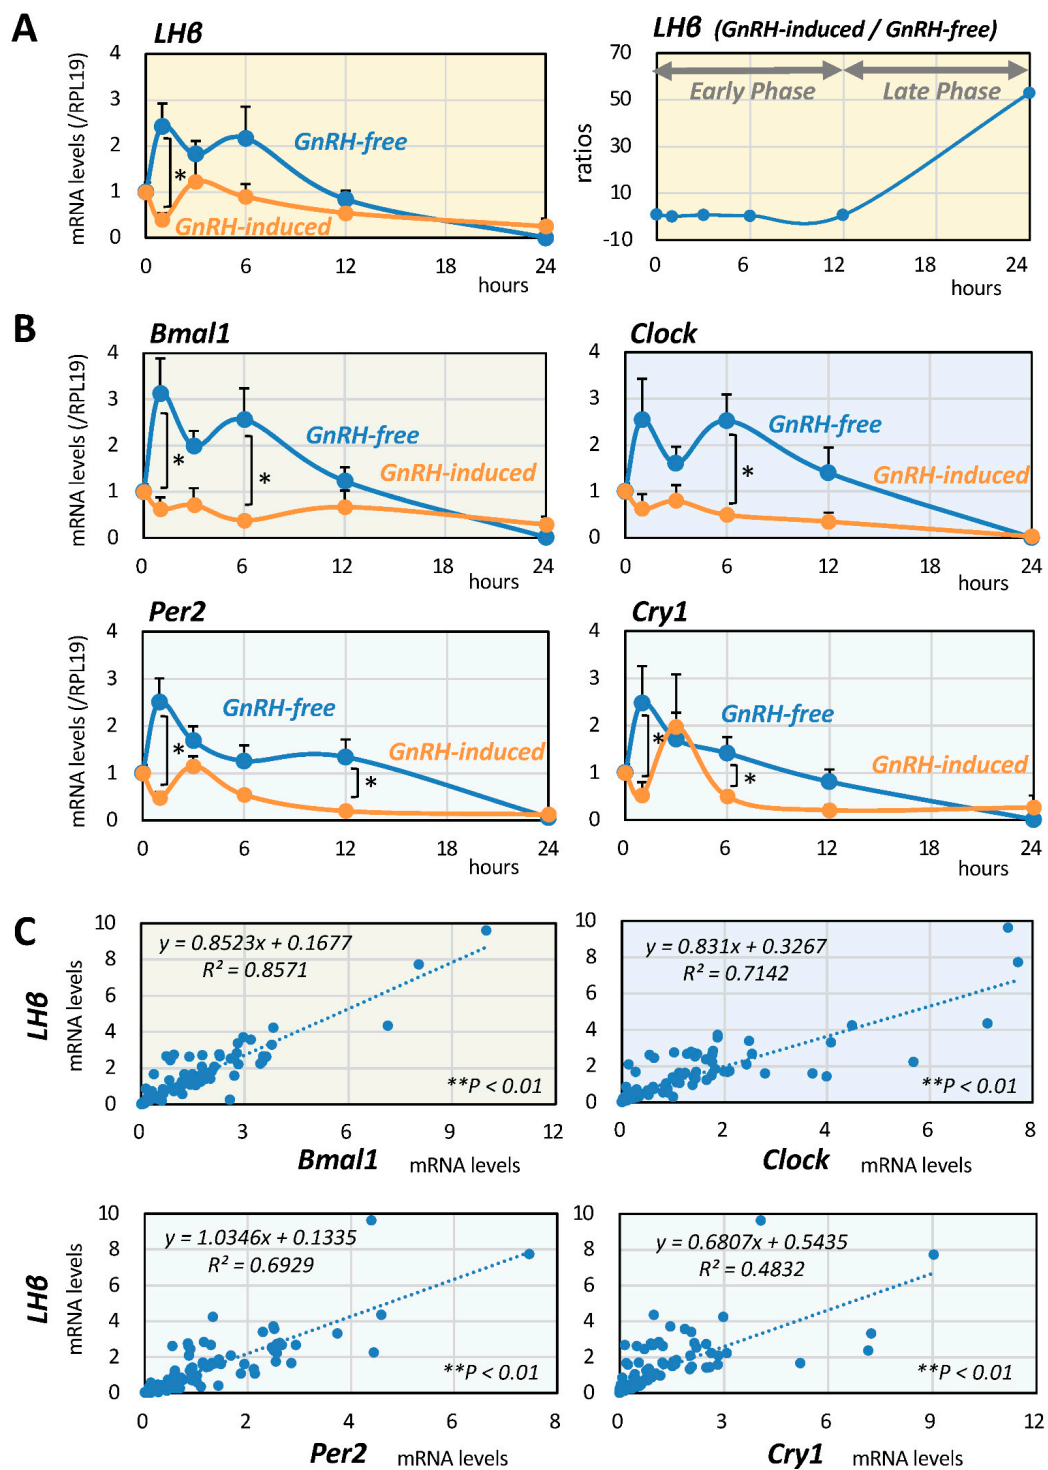 A
LHβ
mRNA levels (/RPL19)
4
3
2
1
0
GnRH-free
*
GnRH-induced
0 6 12 18 24
hours
LHβ (GnRH-induced / GnRH-free)
ratios
70
50
30
10
-10
Early Phase
Late Phase
0 6 12 18 24
hours
B
Bmal1
mRNA levels (/RPL19)
4
3
2
1
0
GnRH-free
GnRH-induced
*
*
0 6 12 18 24
hours
Clock
4
3
2
1
0
GnRH-free
GnRH-induced
*
0 6 12 18 24
hours
Per2
mRNA levels (/RPL19)
4
3
2
1
0
GnRH-free
GnRH-induced
*
*
0 6 12 18 24
hours
Cry1
4
3
2
1
0
GnRH-free
GnRH-induced
*
*
0 6 12 18 24
hours
C
LHβ
mRNA levels
10
8
6
4
2
0
y = 0.8523x + 0.1677
R² = 0.8571
**P < 0.01
0 3 6 9 12
Bmal1 mRNA levels
10
8
6
4
2
0
y = 0.831x + 0.3267
R² = 0.7142
**P < 0.01
0 2 4 6 8
Clock mRNA levels
LHβ
mRNA levels
10
8
6
4
2
0
y = 1.0346x + 0.1335
R² = 0.6929
**P < 0.01
0 2 4 6 8
Per2 mRNA levels
10
8
6
4
2
0
y = 0.6807x + 0.5435
R² = 0.4832
**P < 0.01
0 3 6 9 12
Cry1 mRNA levels